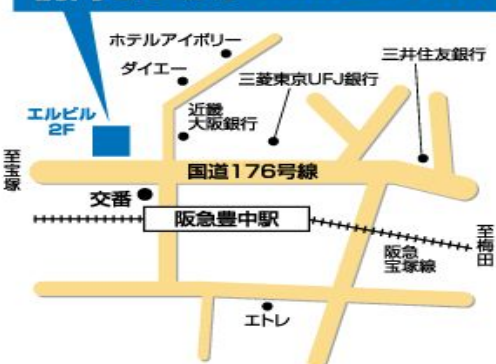 ホテルアイボリー
ダイエー
三井住友銀行
三菱東京UFJ銀行
エルビル
2F
近畿
大阪銀行
至宝塚
国道176号線
交番
阪急豊中駅
至梅田
阪急
宝塚線
エトレ